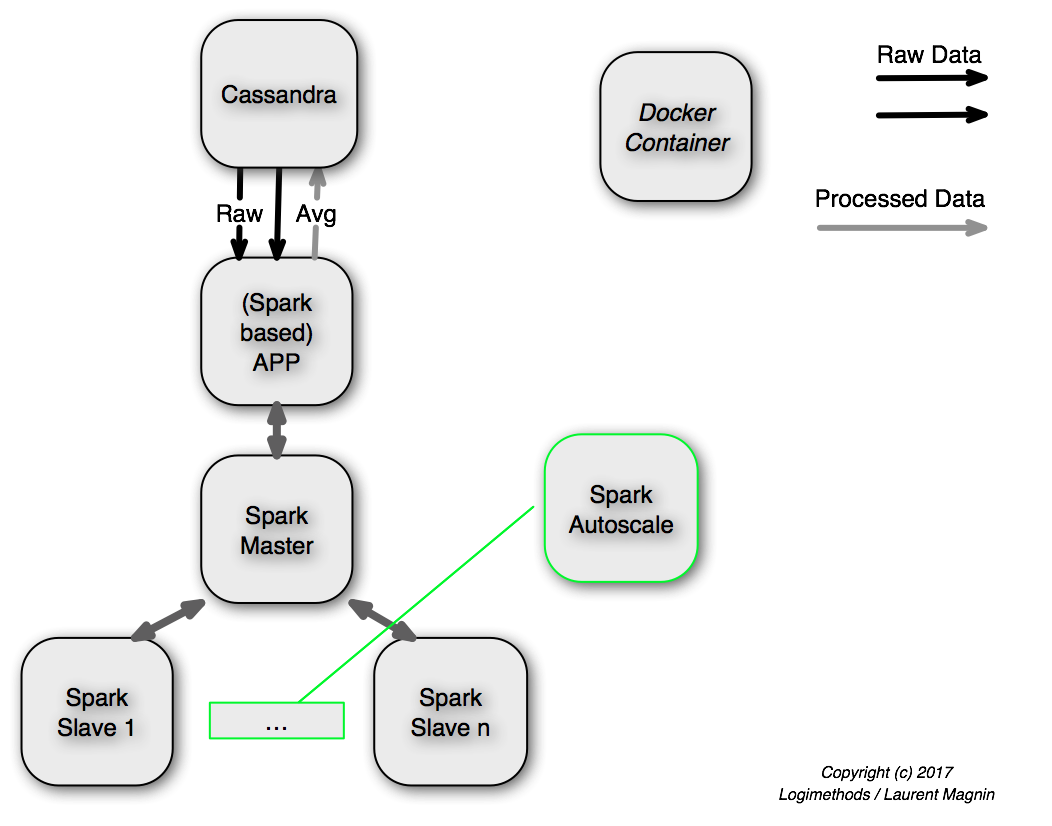 Cassandra
Docker
Container
Raw Data
Processed Data
Raw
Avg
(Spark
based)
APP
Spark
Master
Spark
Autoscale
Spark
Slave 1
...
Spark
Slave n
Copyright (c) 2017
Logimethods / Laurent Magnin